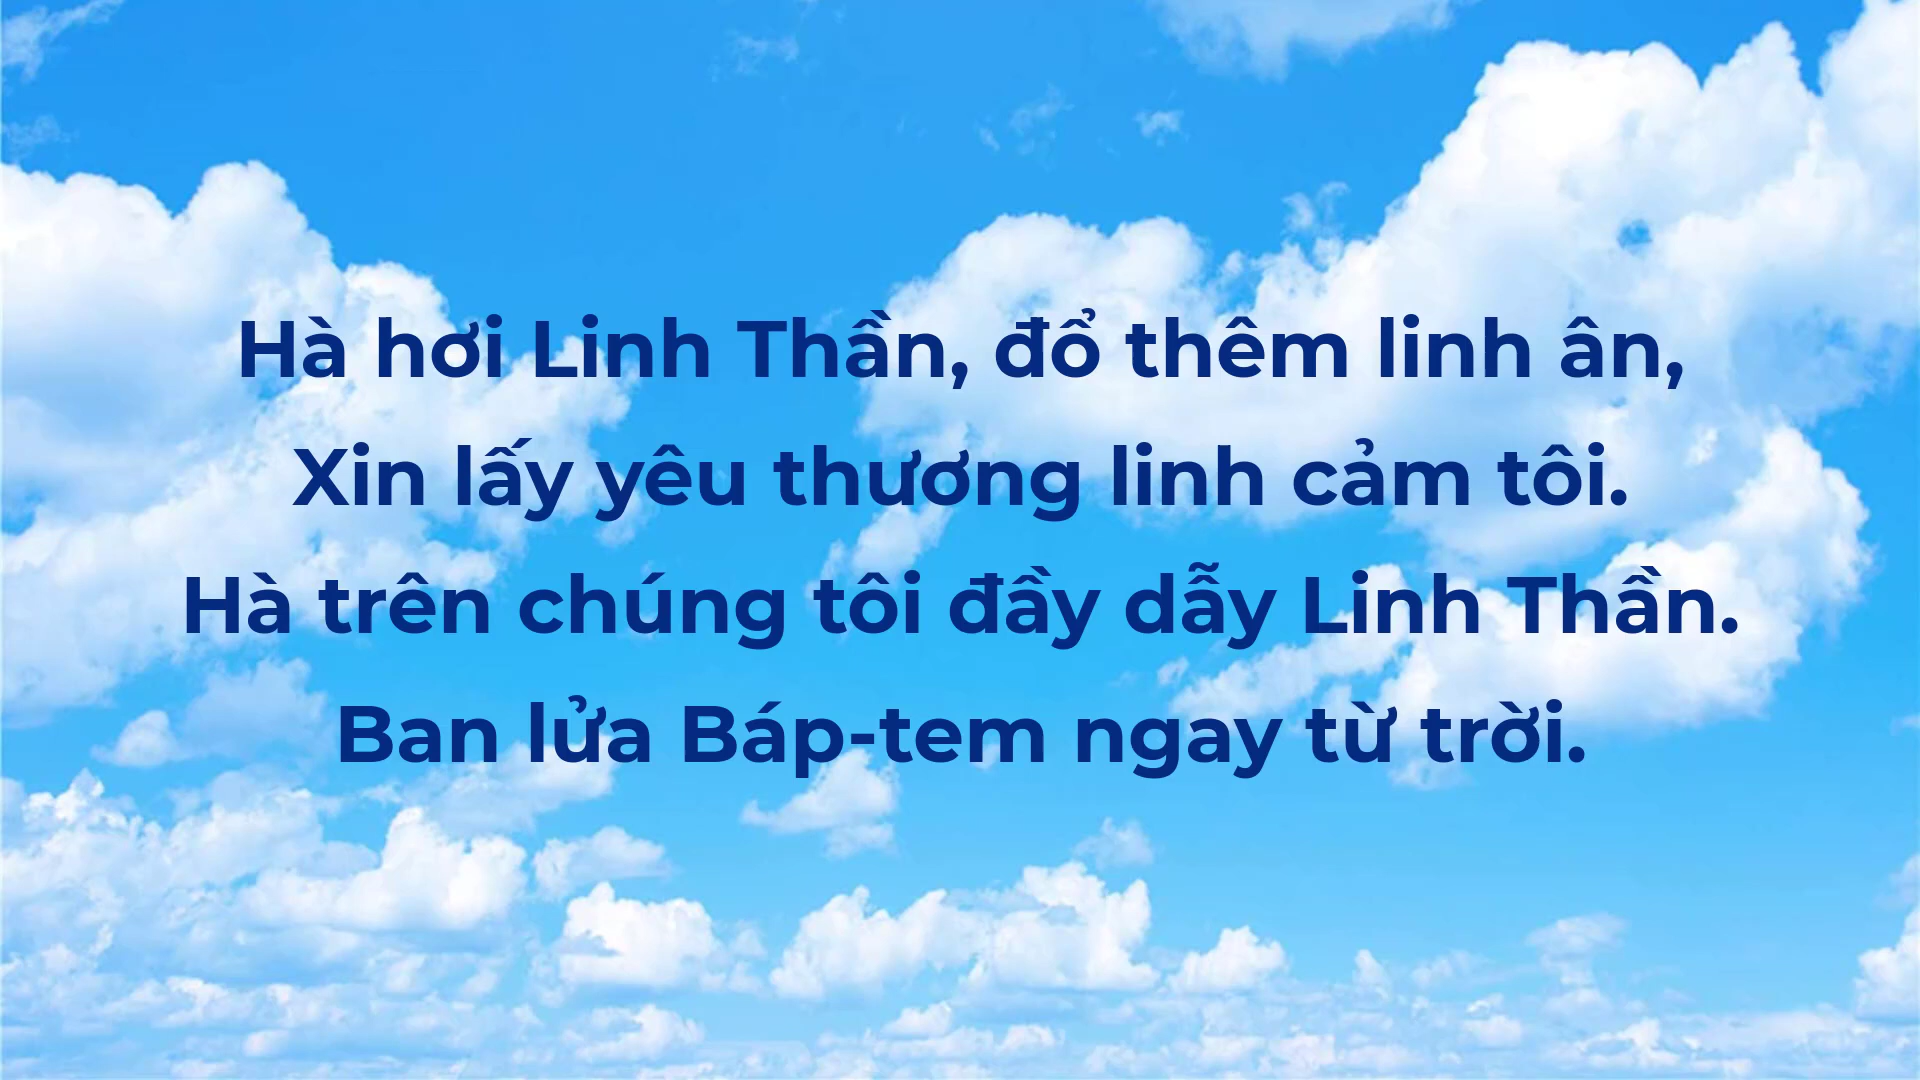 Hà hơi Linh Thần, đổ thêm linh ân,
Xin lấy yêu thương linh cảm tôi.
Hà trên chúng tôi đầy dẫy Linh Thần.
Ban lửa Báp-tem ngay từ trời.